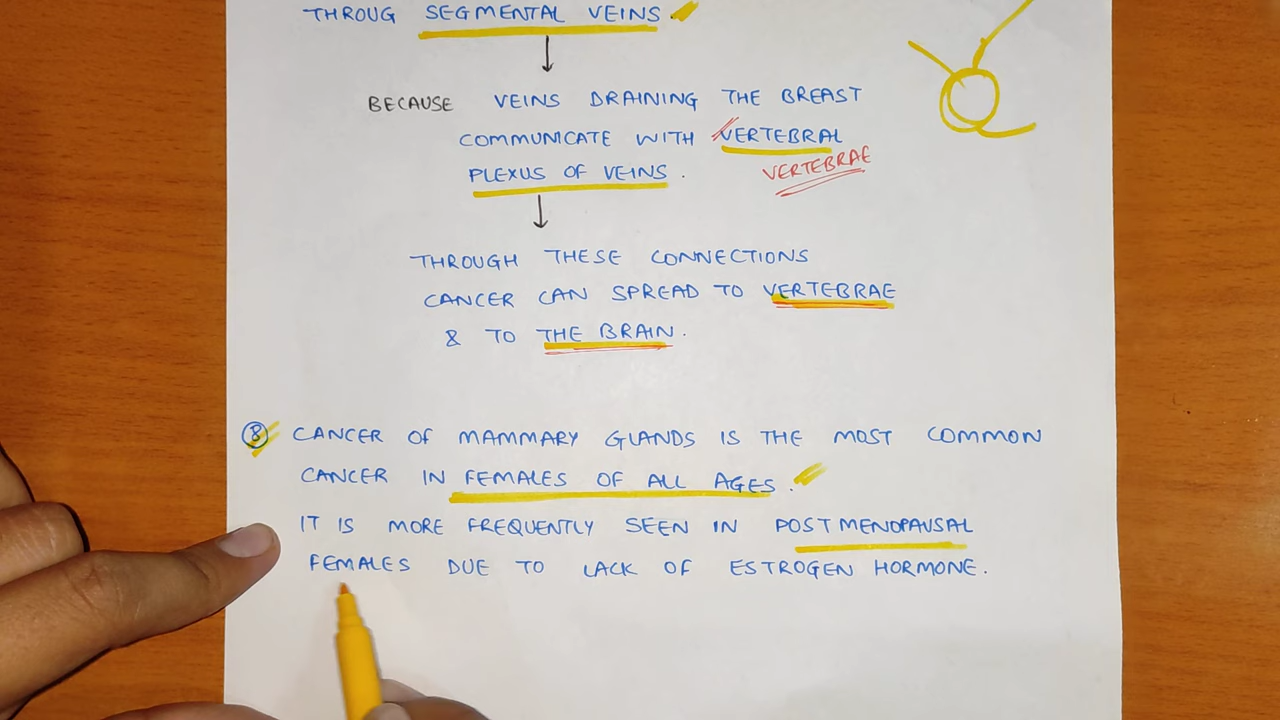 THROUG SEGMENTAL VEINS.
BECAUSE VEINS DRAINING THE BREAST
COMMUNICATE WITH VERTEBRAL
PLEXUS OF VEINS.
VERTEBRAE
THROUGH THESE CONNECTIONS
CANCER CAN SPREAD TO VERTEBRAE
& TO THE BRAIN.
8 CANCER OF MAMMARY GLANDS IS THE MOST COMMON
CANCER IN FEMALES OF ALL AGES.
IT IS MORE FREQUENTLY SEEN IN POSTMENOPAUSAL
FEMALES DUE TO LACK OF ESTROGEN HORMONE.